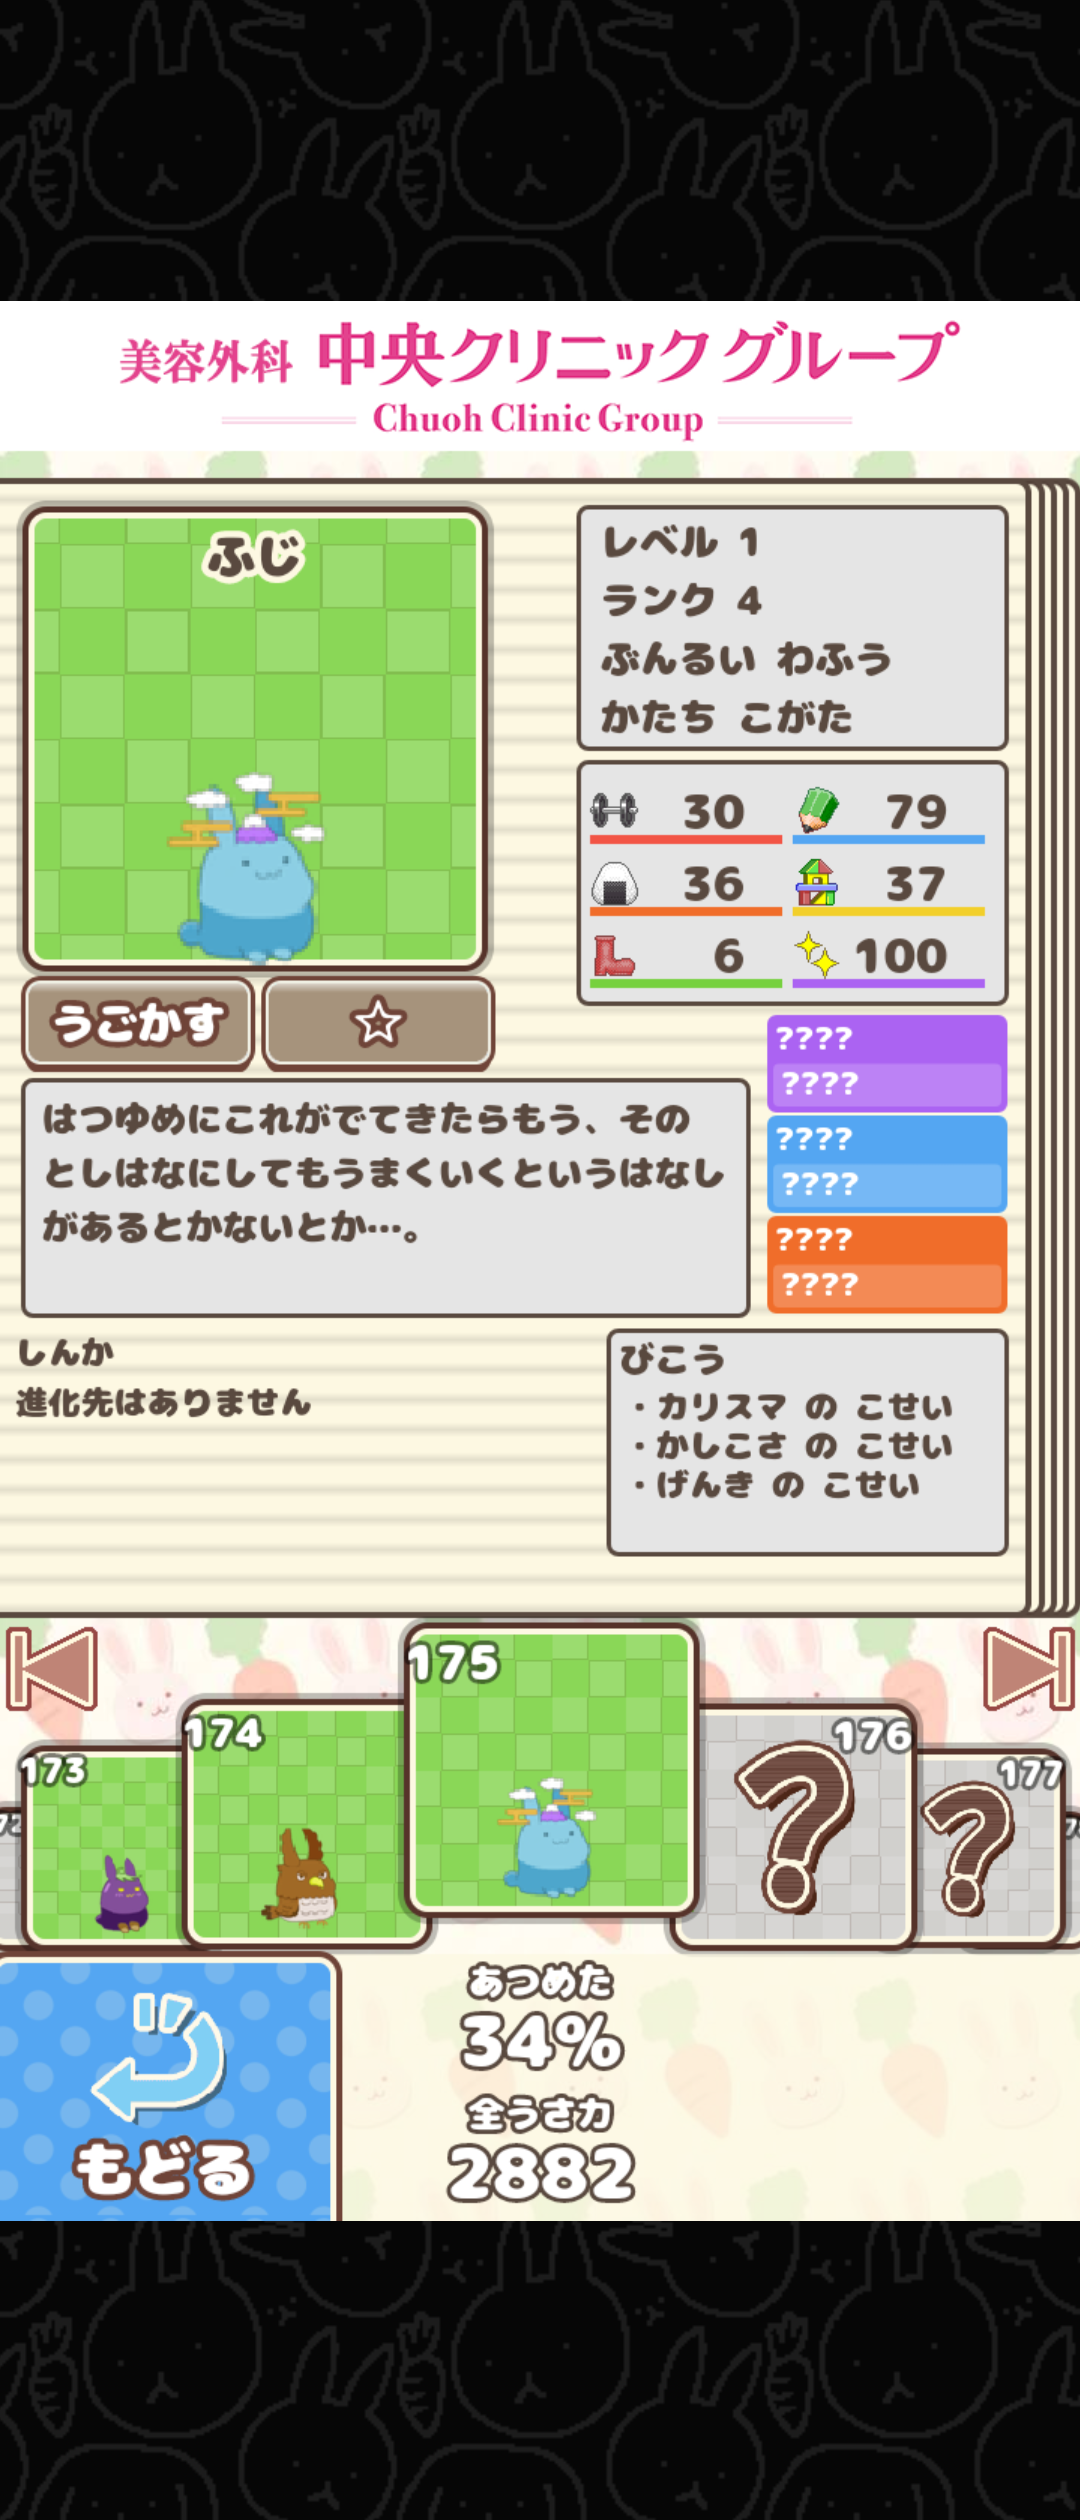 美容外科 中央クリニックグループ
Chuoh Clinic Group
ふじ
レベル 1
ランク 4
ぶんるい わふう
かたち こがた
30 79
36 37
6 100
うごかす
????
????
????
????
????
????
はつゆめにこれがでてきたらもう、その
としはなにしてもうまくいくというはなし
があるとかないとか…。
しんか
進化先はありません
びこう
・カリスマ の こせい
・かしこさ の こせい
・げんき の こせい
173
174
175
176
177
あつめた
34%
全うさ力
2882
もどる